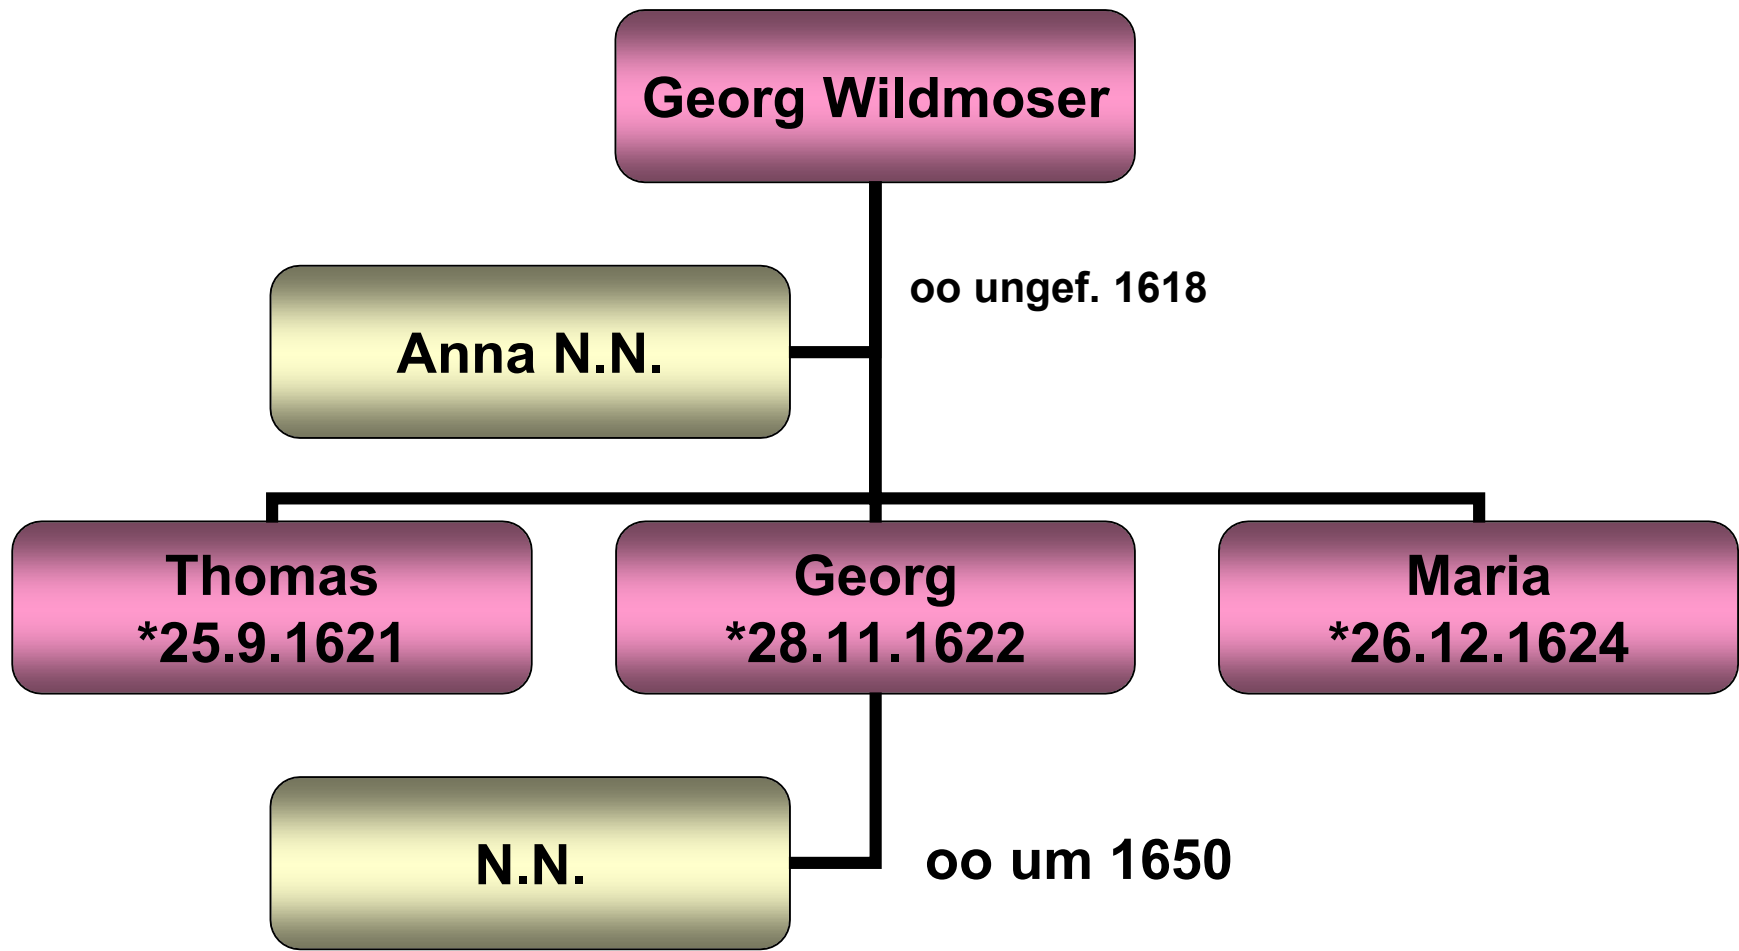 Georg Wildmoser
oo ungef. 1618
Anna N.N.
Thomas
*25.9.1621
Georg
*28.11.1622
Maria
*26.12.1624
N.N.
oo um 1650